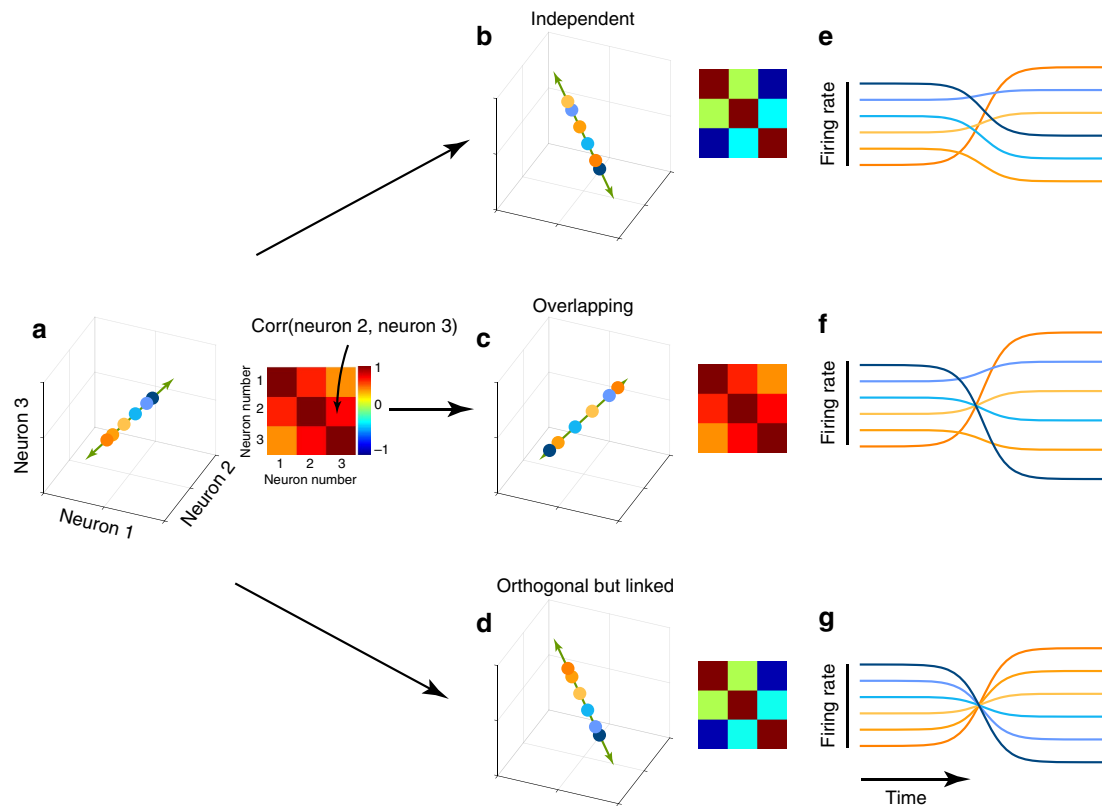 Independent
b
e
Firing rate
a
Neuron 3
Neuron 1
Neuron 2
Corr(neuron 2, neuron 3)
Neuron number
1
2
3
1
2
3
Neuron number
1
0
−1
Overlapping
c
f
Firing rate
Orthogonal but linked
d
g
Firing rate
Time